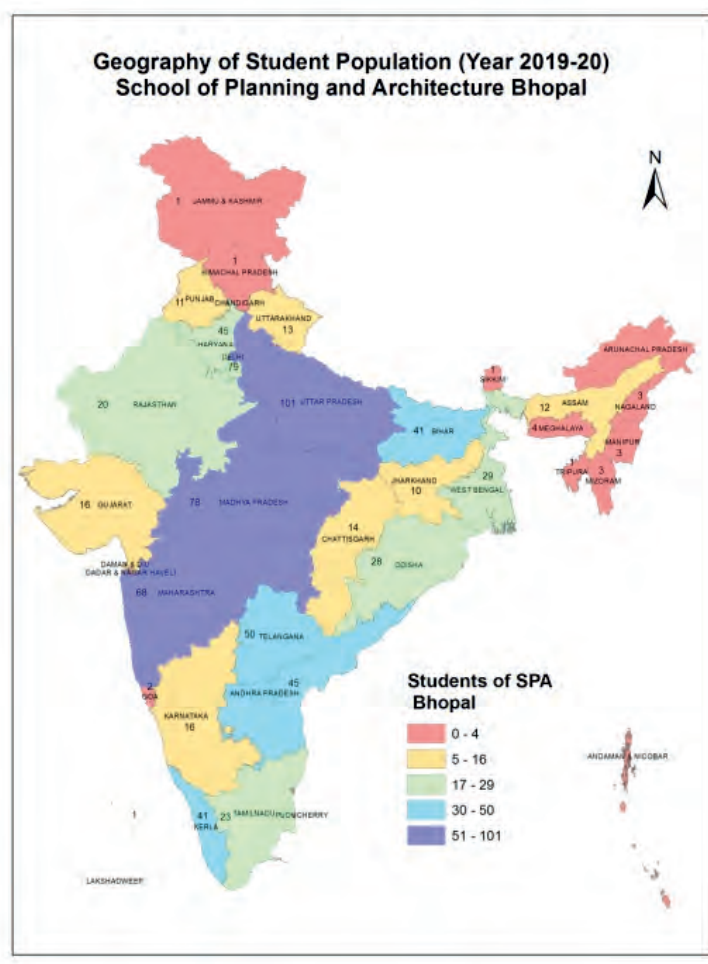 Geography of Student Population (Year 2019-20)
School of Planning and Architecture Bhopal
N
1 JAMMU & KASHMIR
1
HIMACHAL PRADESH
11 PUNJAB
CHANDIGARH
UTTARAKHAND
13
45
HARYANA
DELHI
79
ARUNACHAL PRADESH
1
SIKKIM
20 RAJASTHAN
101 UTTAR PRADESH
12 ASSAM
3
NAGALAND
4 MEGHALAYA
41 BIHAR
MANIPUR
3
1
TRIPURA
3
MIZORAM
JHARKHAND
10
29
WEST BENGAL
16 GUJARAT
78 MADHYA PRADESH
14
CHATTISGARH
28 ODISHA
DAMAN & DIU
DADAR & NAGAR HAVELI
68 MAHARASHTRA
50 TELANGANA
45
ANDHRA PRADESH
2
GOA
KARNATAKA
16
Students of SPA
Bhopal
0 - 4
5 - 16
17 - 29
30 - 50
51 - 101
ANDAMAN & NICOBAR
1
41
KERLA
23 TAMILNADU
PUDUCHERRY
1
LAKSHADWEEP